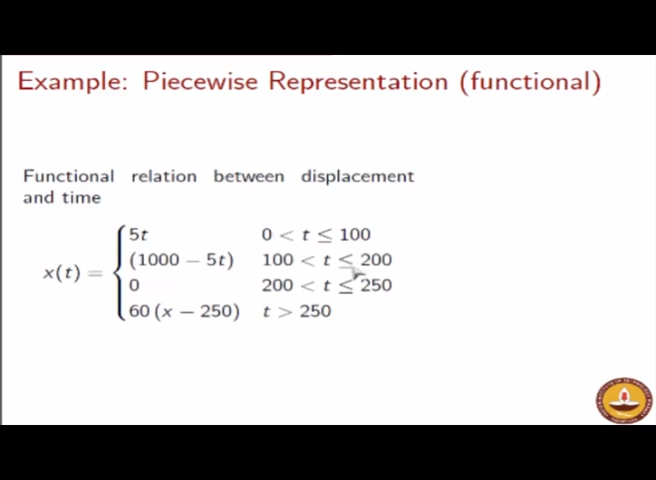 Example: Piecewise Representation (functional)
Functional relation between displacement
and time
x(t) = { 5t 0 < t ≤ 100
(1000 − 5t) 100 < t ≤ 200
0 200 < t ≤ 250
60 (x − 250) t > 250